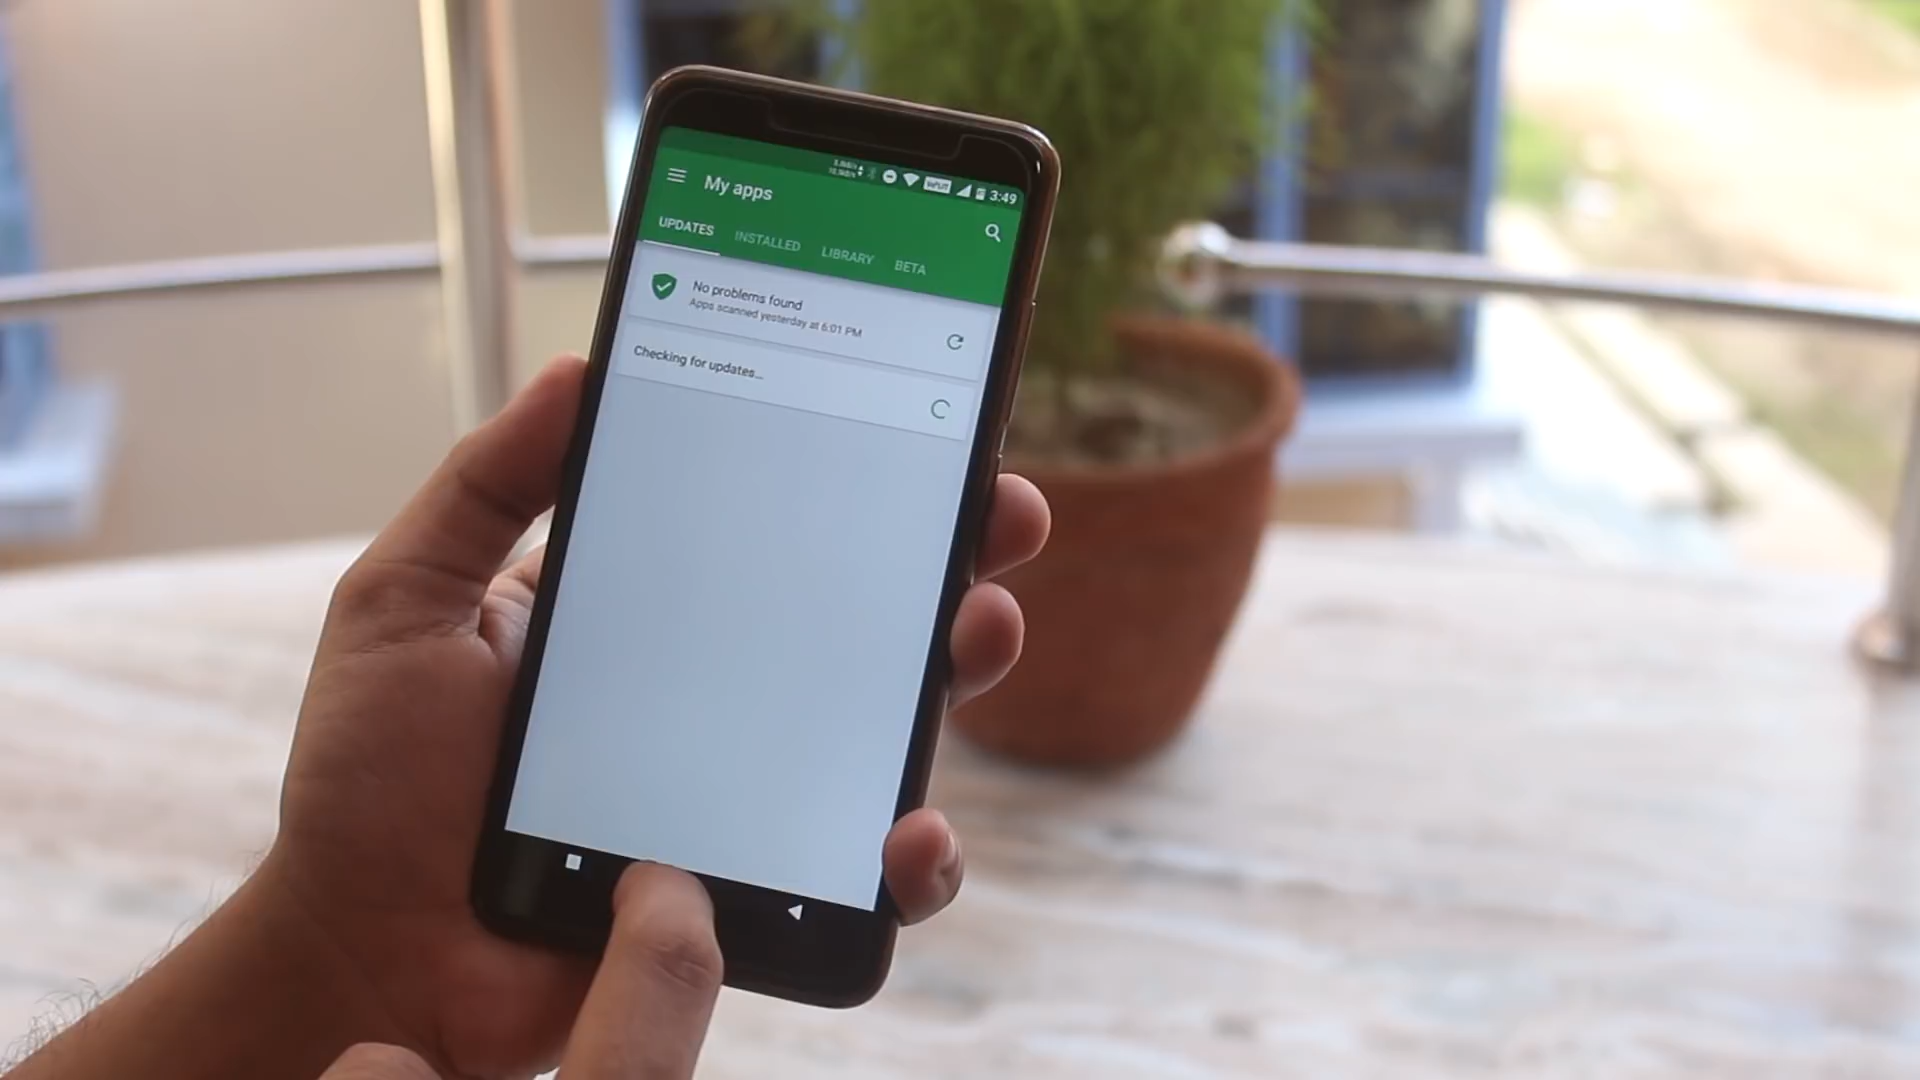 3:49
My apps
UPDATES INSTALLED LIBRARY BETA
No problems found
Apps scanned yesterday at 6:01 PM
Checking for updates...